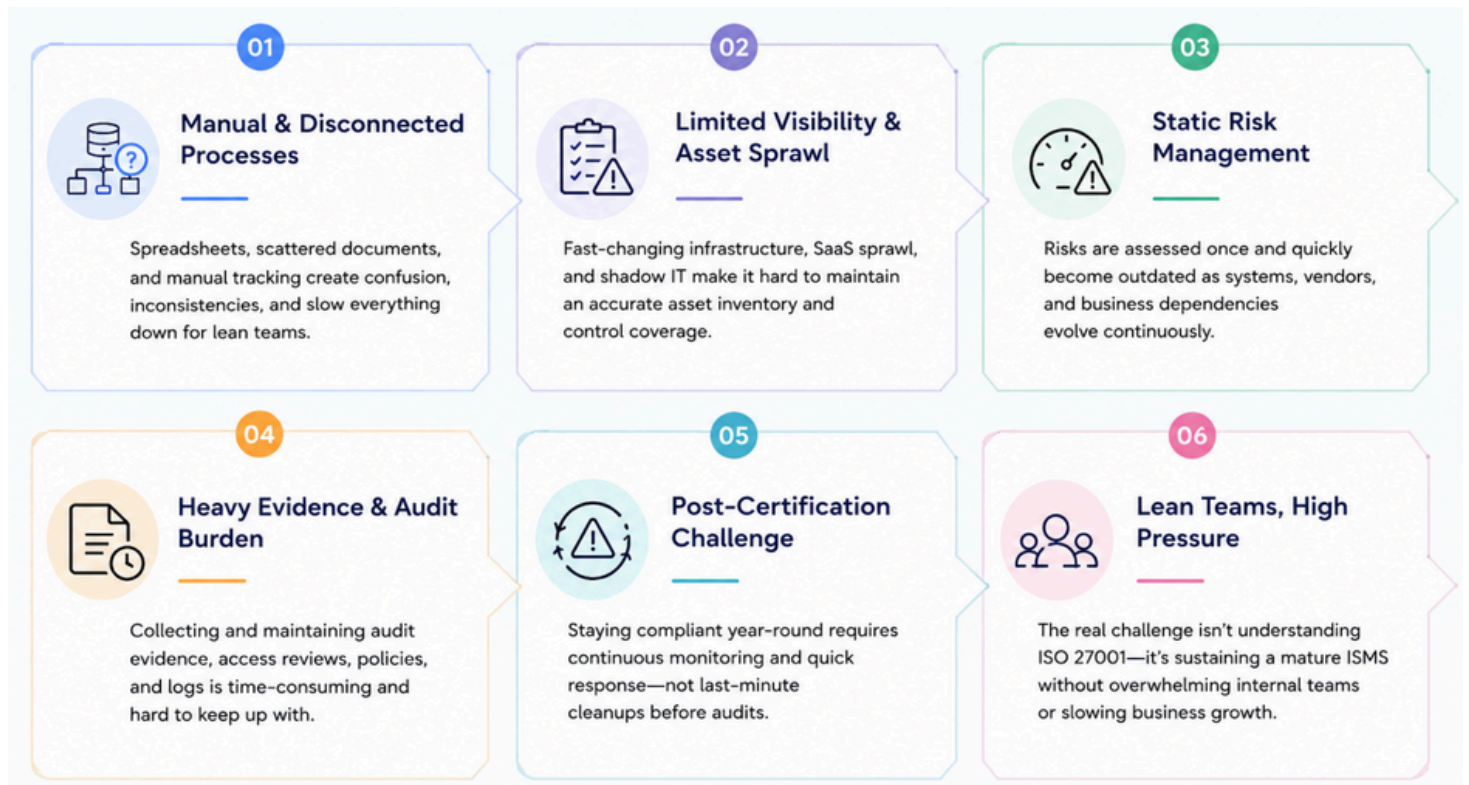 01
Manual & Disconnected
Processes
Spreadsheets, scattered documents,
and manual tracking create confusion,
inconsistencies, and slow everything
down for lean teams.
02
Limited Visibility &
Asset Sprawl
Fast-changing infrastructure, SaaS sprawl,
and shadow IT make it hard to maintain
an accurate asset inventory and
control coverage.
03
Static Risk
Management
Risks are assessed once and quickly
become outdated as systems, vendors,
and business dependencies
evolve continuously.
04
Heavy Evidence & Audit
Burden
Collecting and maintaining audit
evidence, access reviews, policies,
and logs is time-consuming and
hard to keep up with.
05
Post-Certification
Challenge
Staying compliant year-round requires
continuous monitoring and quick
response—not last-minute
cleanups before audits.
06
Lean Teams, High
Pressure
The real challenge isn't understanding
ISO 27001—it's sustaining a mature ISMS
without overwhelming internal teams
or slowing business growth.